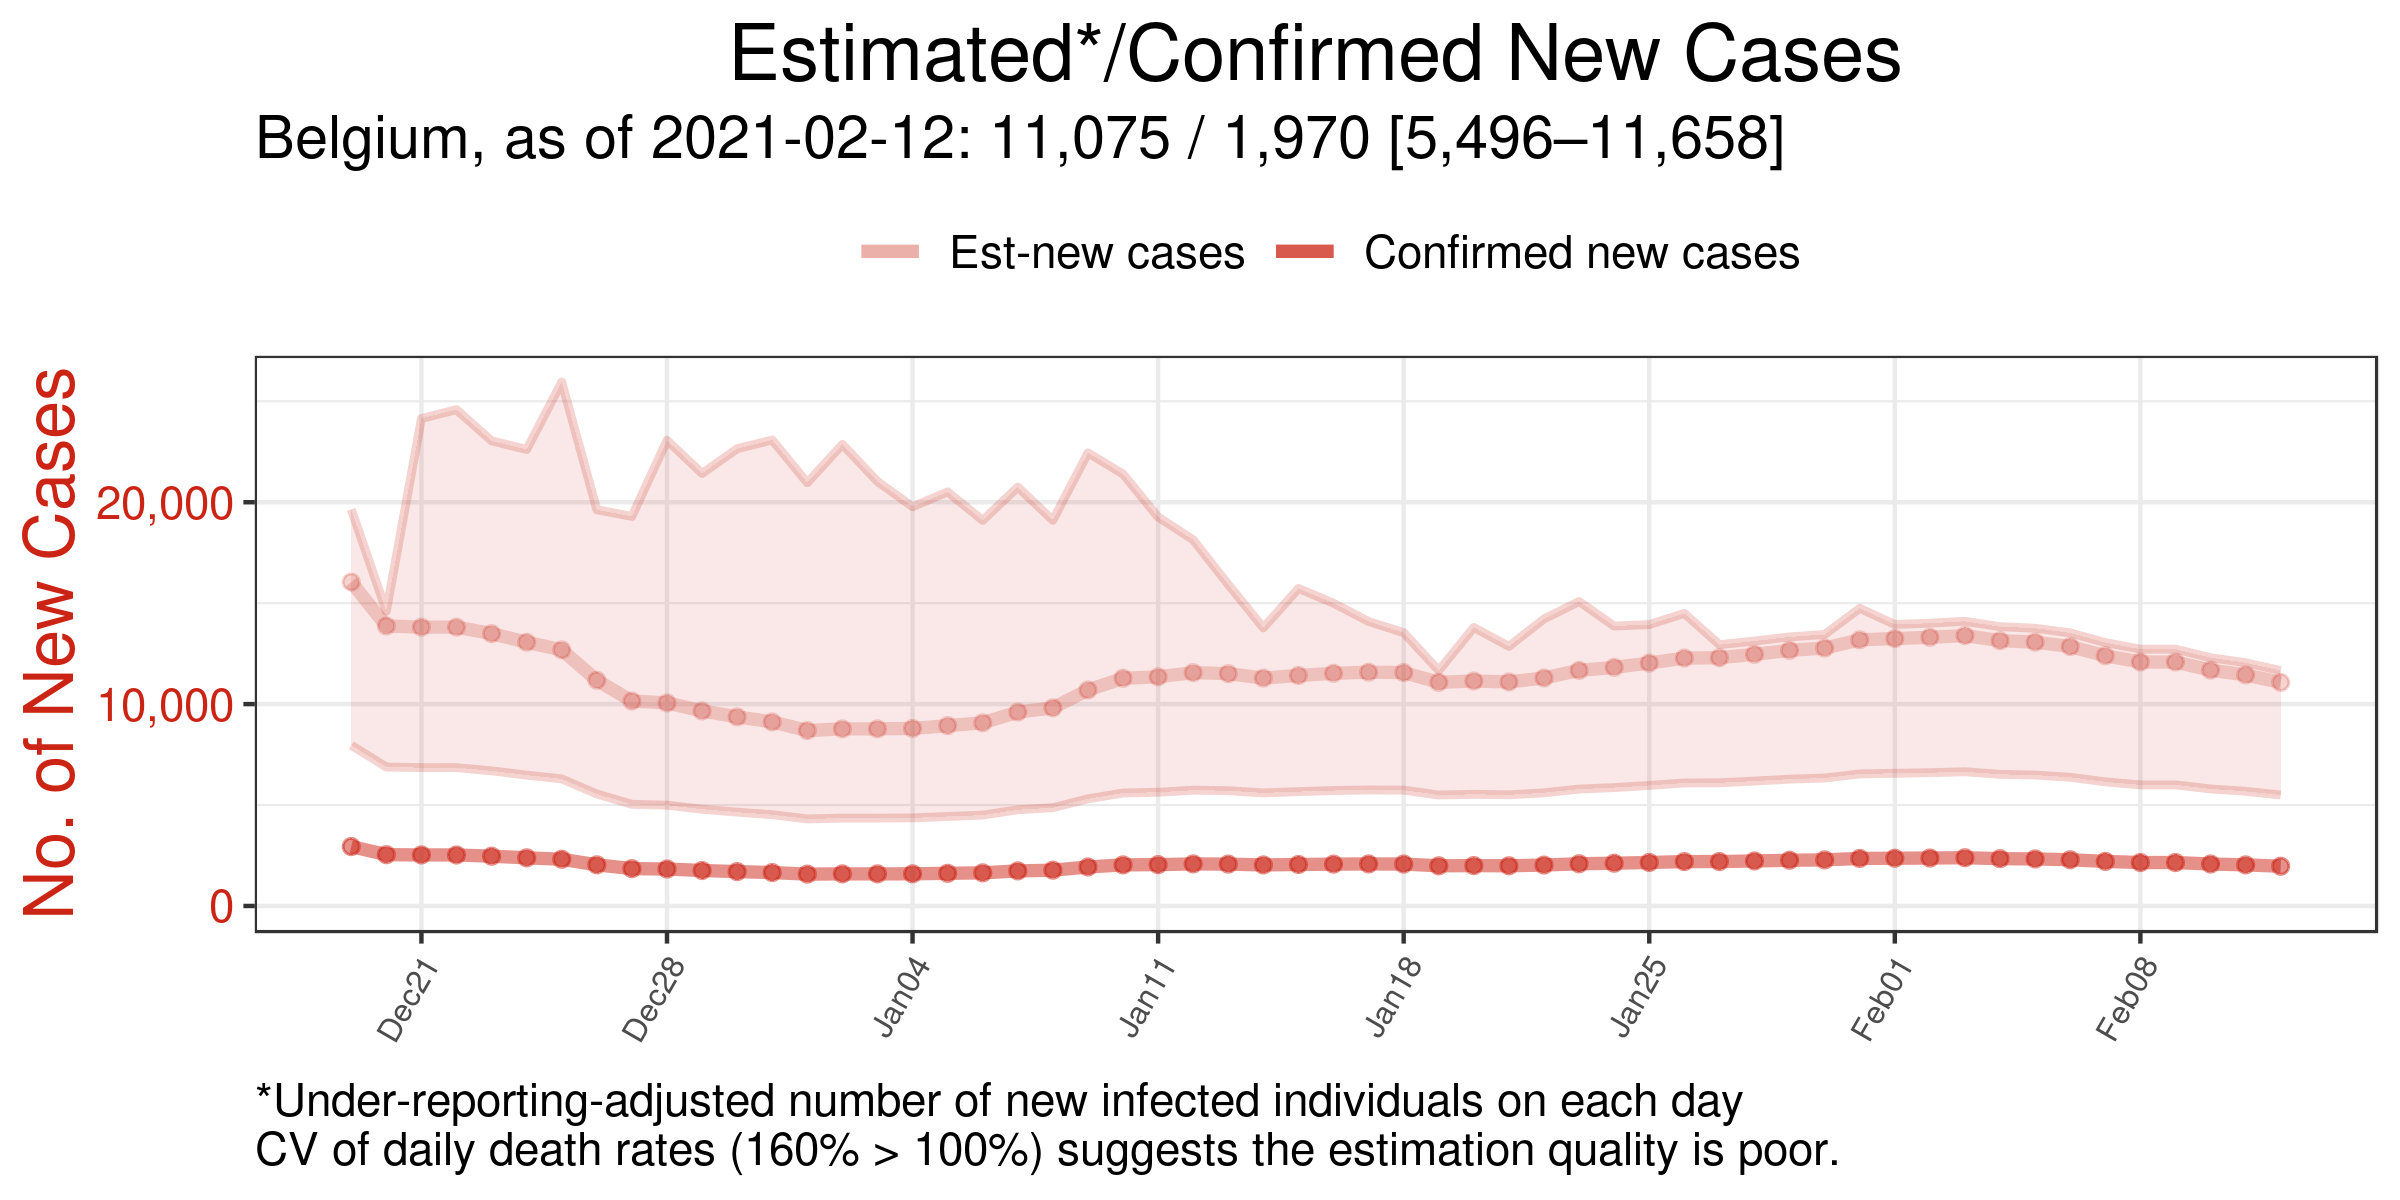 Estimated*/Confirmed New Cases
Belgium, as of 2021-02-12: 11,075 / 1,970 [5,496–11,658]
Est-new cases Confirmed new cases
No. of New Cases
20,000
10,000
0
Dec21 Dec28 Jan04 Jan11 Jan18 Jan25 Feb01 Feb08
*Under-reporting-adjusted number of new infected individuals on each day
CV of daily death rates (160% > 100%) suggests the estimation quality is poor.